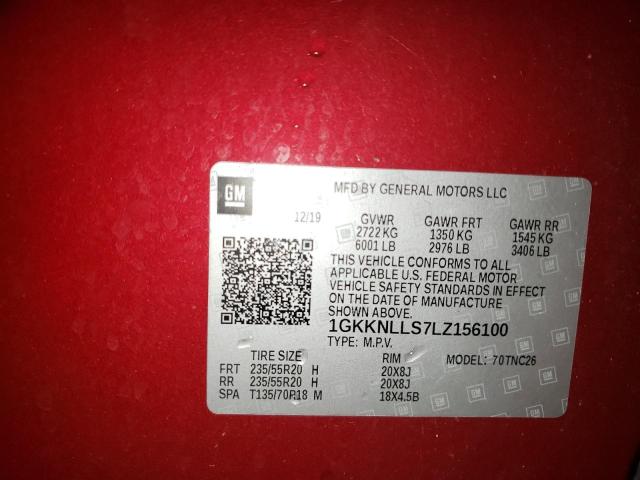 GM
MFD BY GENERAL MOTORS LLC
12/19 GVWR GAWR FRT GAWR RR
2722 KG 1350 KG 1545 KG
6001 LB 2976 LB 3406 LB
THIS VEHICLE CONFORMS TO ALL
APPLICABLE U.S. FEDERAL MOTOR
VEHICLE SAFETY STANDARDS IN EFFECT
ON THE DATE OF MANUFACTURE
SHOWN ABOVE.
1GKKNLLS7LZ156100
TYPE: M.P.V. MODEL: 70TNC26
TIRE SIZE RIM
FRT 235/55R20 H 20X8J
RR 235/55R20 H 20X8J
SPA T135/70R18 M 18X4.5B